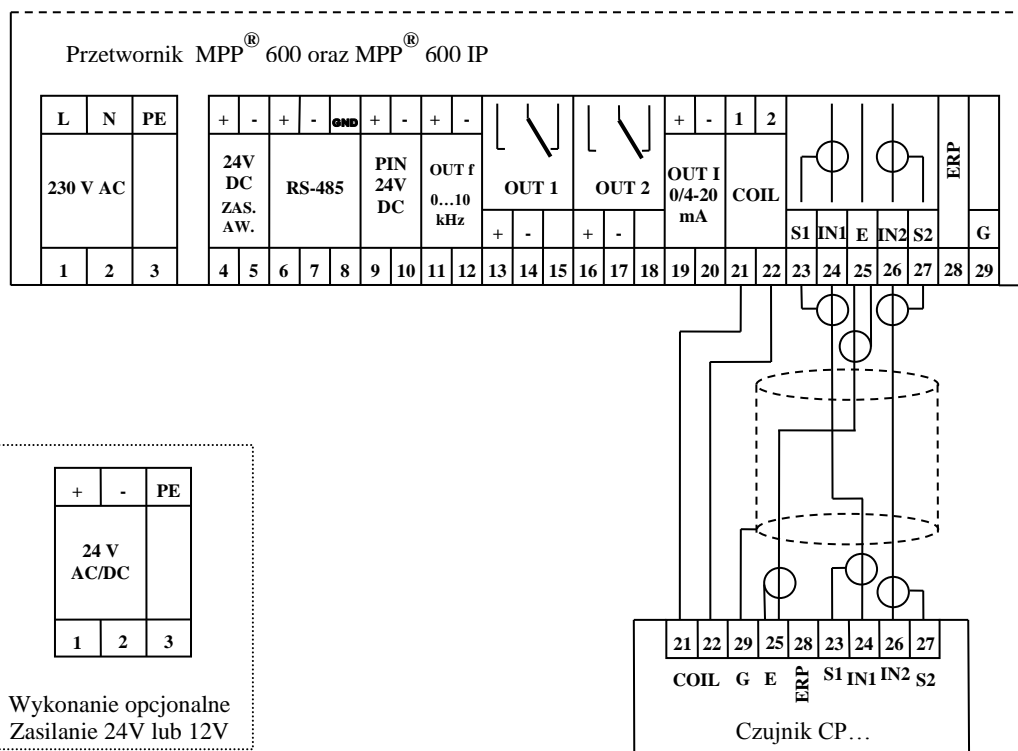 Przetwornik MPP® 600 oraz MPP® 600 IP
L N PE + - + - GND + - + - + - 1 2
230 V AC
24V DC ZAS. AW.
RS-485
PIN 24V DC
OUT f 0...10 kHz
OUT 1
OUT 2
OUT I 0/4-20 mA
COIL
ERP
+ - + - S1 IN1 E IN2 S2 G
1 2 3 4 5 6 7 8 9 10 11 12 13 14 15 16 17 18 19 20 21 22 23 24 25 26 27 28 29
+ - PE
24 V
AC/DC
1 2 3
Wykonanie opcjonalne
Zasilanie 24V lub 12V
21 22 29 25 28 23 24 26 27
COIL G E ERP S1 IN1 IN2 S2
Czujnik CP...